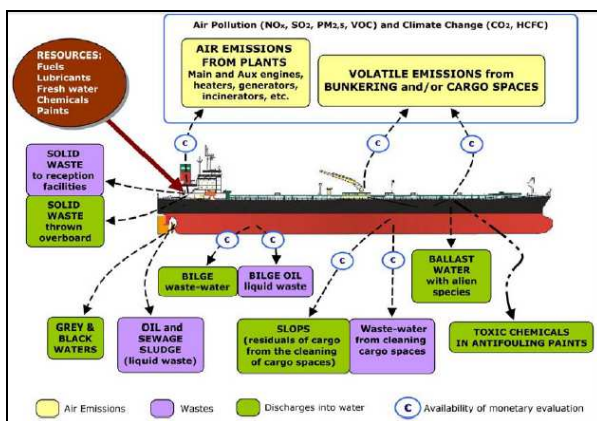 Air Pollution (NOx, SO2, PM2,5, VOC) and Climate Change (CO2, HCFC)
RESOURCES:
Fuels
Lubricants
Fresh water
Chemicals
Paints
AIR EMISSIONS
FROM PLANTS
Main and Aux engines,
heaters, generators,
incinerators, etc.
VOLATILE EMISSIONS from
BUNKERING and/or CARGO SPACES
C
C
C
SOLID
WASTE
to reception
facilities
SOLID
WASTE
thrown
overboard
C
C
C
C
BILGE
waste-water
BILGE OIL
liquid waste
BALLAST
WATER
with alien
species
GREY &
BLACK
WATERS
OIL and
SEWAGE
SLUDGE
(liquid waste)
SLOPS
(residuals of cargo
from the cleaning
of cargo spaces)
Waste-water
from cleaning
cargo spaces
TOXIC CHEMICALS
IN ANTIFOULING PAINTS
Air Emissions
Wastes
Discharges into water
C
Availability of monetary evaluation